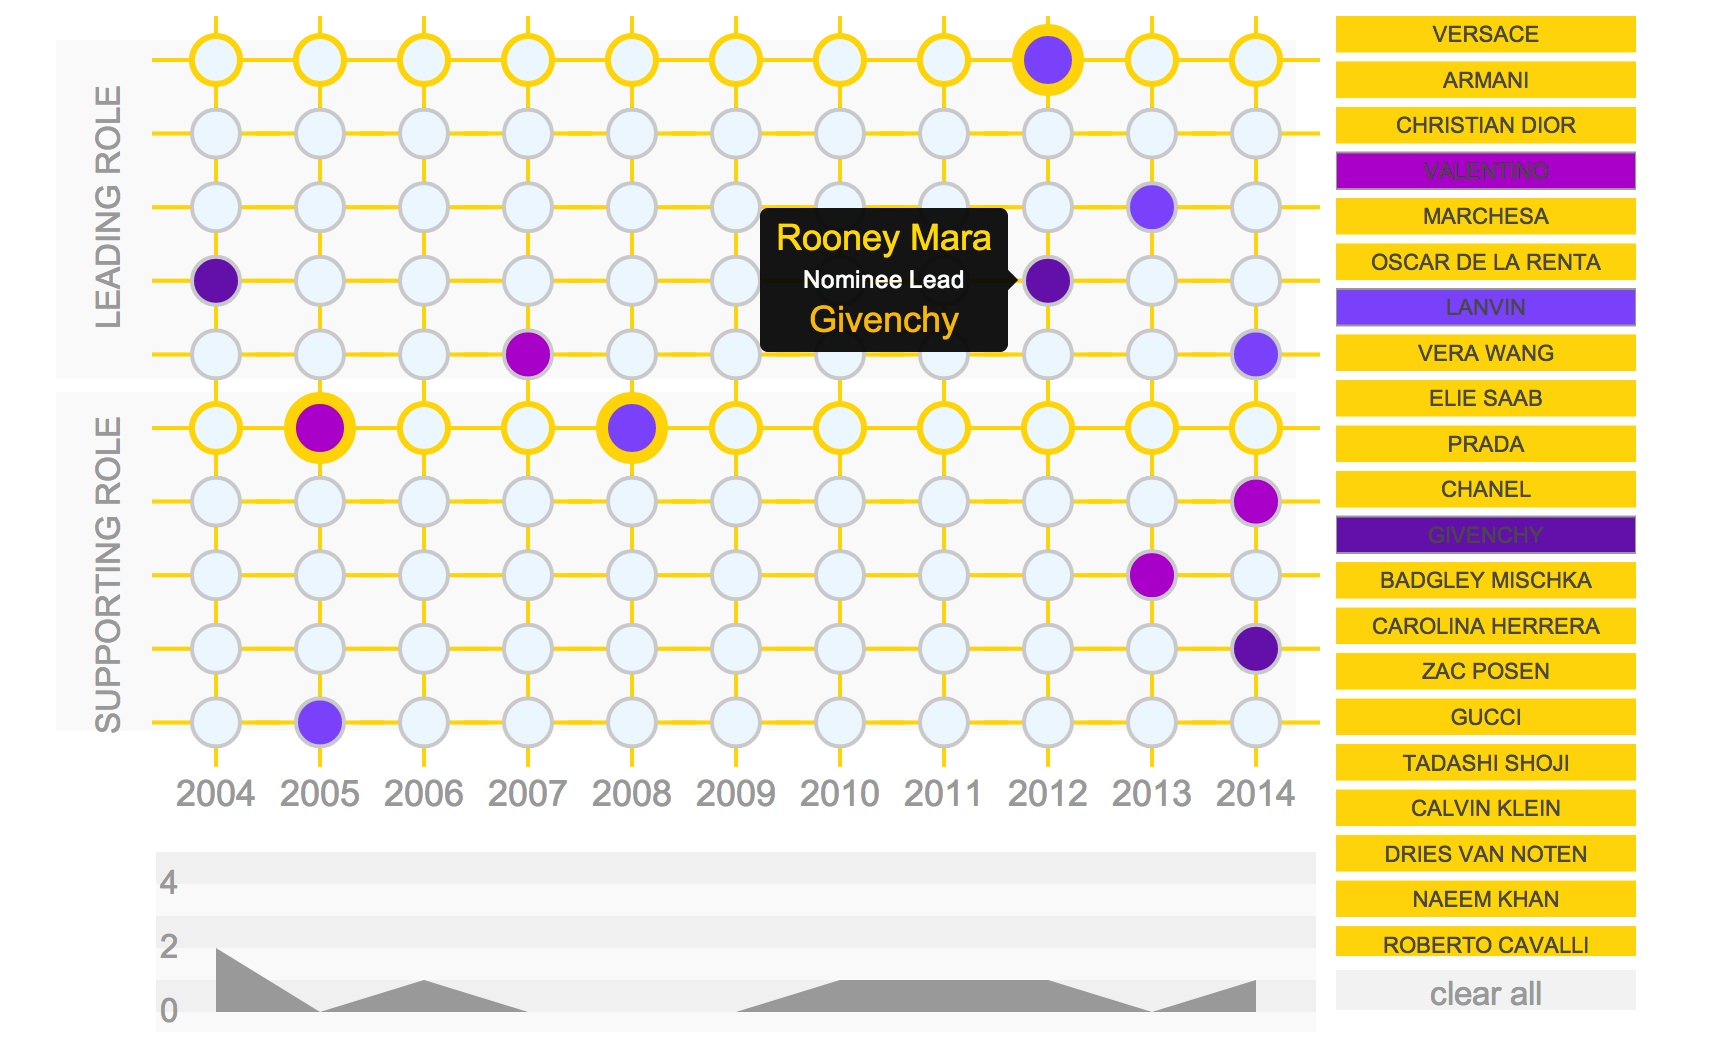 LEADING ROLE
SUPPORTING ROLE
Rooney Mara
Nominee Lead
Givenchy
2004 2005 2006 2007 2008 2009 2010 2011 2012 2013 2014
4
2
0
VERSACE
ARMANI
CHRISTIAN DIOR
VALENTINO
MARCHESA
OSCAR DE LA RENTA
LANVIN
VERA WANG
ELIE SAAB
PRADA
CHANEL
GIVENCHY
BADGLEY MISCHKA
CAROLINA HERRERA
ZAC POSEN
GUCCI
TADASHI SHOJI
CALVIN KLEIN
DRIES VAN NOTEN
NAEEM KHAN
ROBERTO CAVALLI
clear all